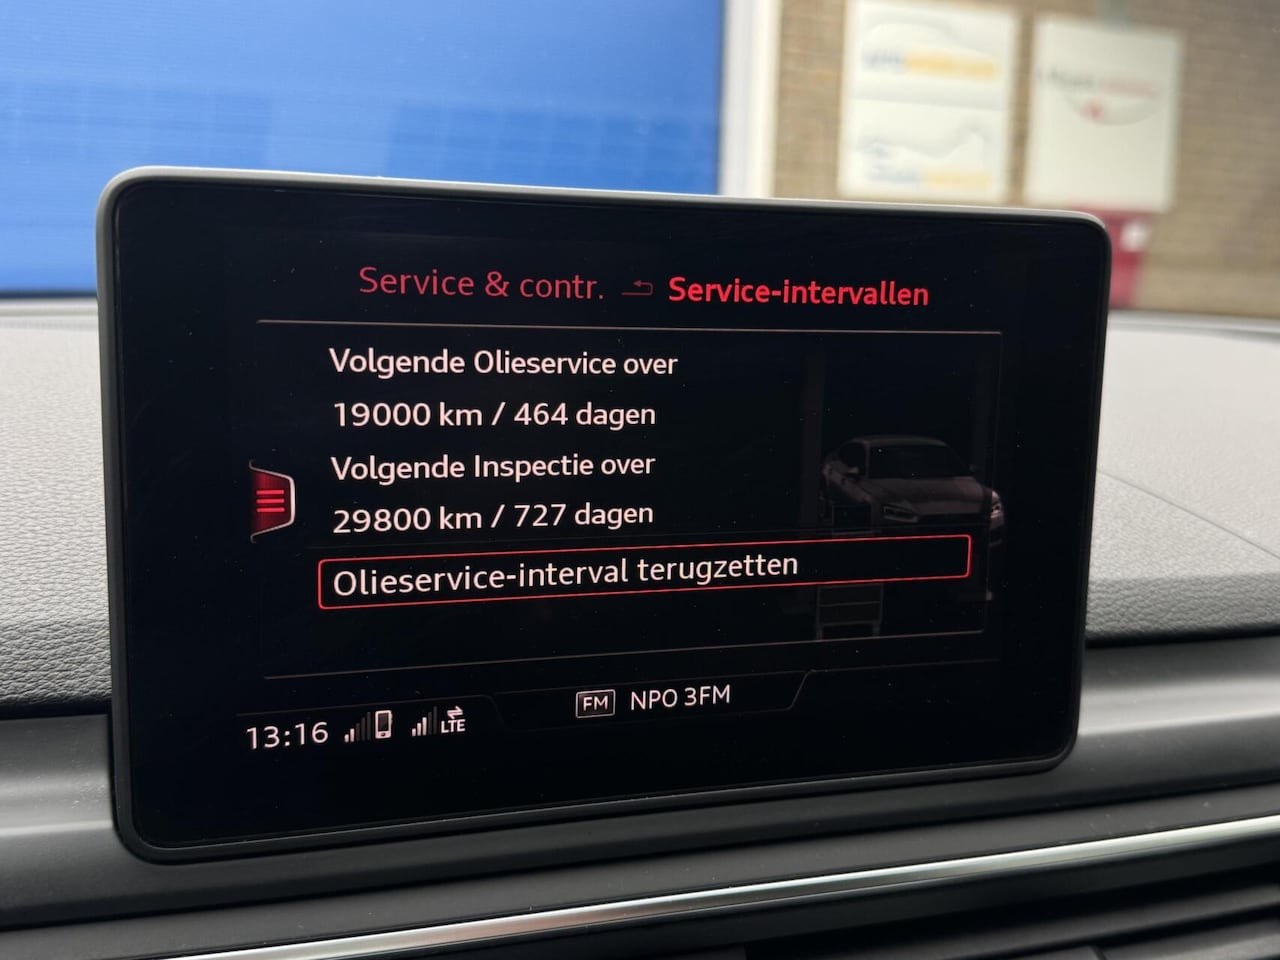 Service & contr. Service-intervallen
Volgende Olieservice over
19000 km / 464 dagen
Volgende Inspectie over
29800 km / 727 dagen
Olieservice-interval terugzetten
FM NPO 3FM
13:16 LTE